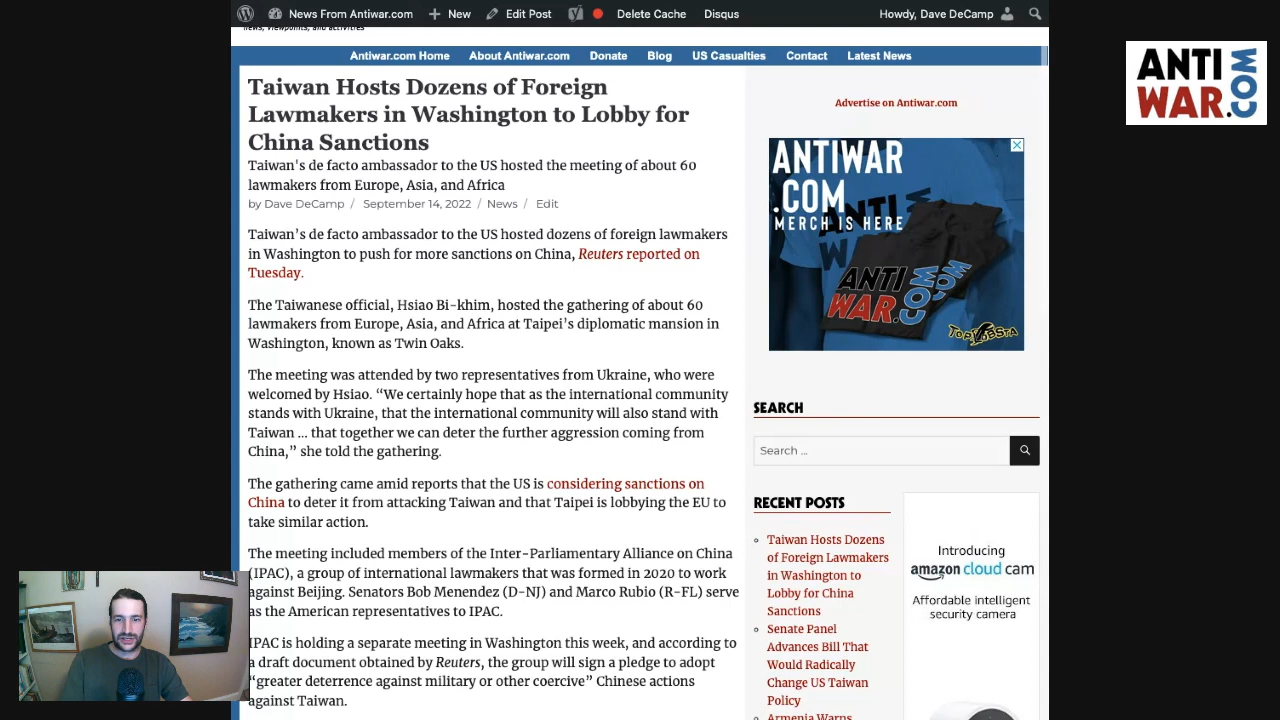 News From Antiwar.com New Edit Post Delete Cache Disqus Howdy, Dave DeCamp
news, viewpoints, and activities
Antiwar.com Home About Antiwar.com Donate Blog US Casualties Contact Latest News
Taiwan Hosts Dozens of Foreign
Lawmakers in Washington to Lobby for
China Sanctions
Taiwan's de facto ambassador to the US hosted the meeting of about 60
lawmakers from Europe, Asia, and Africa
by Dave DeCamp / September 14, 2022 / News / Edit
Taiwan’s de facto ambassador to the US hosted dozens of foreign lawmakers
in Washington to push for more sanctions on China, Reuters reported on
Tuesday.
The Taiwanese official, Hsiao Bi-khim, hosted the gathering of about 60
lawmakers from Europe, Asia, and Africa at Taipei’s diplomatic mansion in
Washington, known as Twin Oaks.
The meeting was attended by two representatives from Ukraine, who were
welcomed by Hsiao. “We certainly hope that as the international community
stands with Ukraine, that the international community will also stand with
Taiwan … that together we can deter the further aggression coming from
China,” she told the gathering.
The gathering came amid reports that the US is considering sanctions on
China to deter it from attacking Taiwan and that Taipei is lobbying the EU to
take similar action.
The meeting included members of the Inter-Parliamentary Alliance on China
(IPAC), a group of international lawmakers that was formed in 2020 to work
against Beijing. Senators Bob Menendez (D-NJ) and Marco Rubio (R-FL) serve
as the American representatives to IPAC.
IPAC is holding a separate meeting in Washington this week, and according to
a draft document obtained by Reuters, the group will sign a pledge to adopt
“greater deterrence against military or other coercive” Chinese actions
against Taiwan.
Advertise on Antiwar.com
ANTIWAR
.COM
MERCH IS HERE
ANTI
WAR.COM
TOPLOBSTA
SEARCH
Search ...
RECENT POSTS
Taiwan Hosts Dozens
of Foreign Lawmakers
in Washington to
Lobby for China
Sanctions
Senate Panel
Advances Bill That
Would Radically
Change US Taiwan
Policy
Armenia Warns
Introducing
amazon cloud cam
Affordable intelligent
security camera
ANTI
WAR.COM